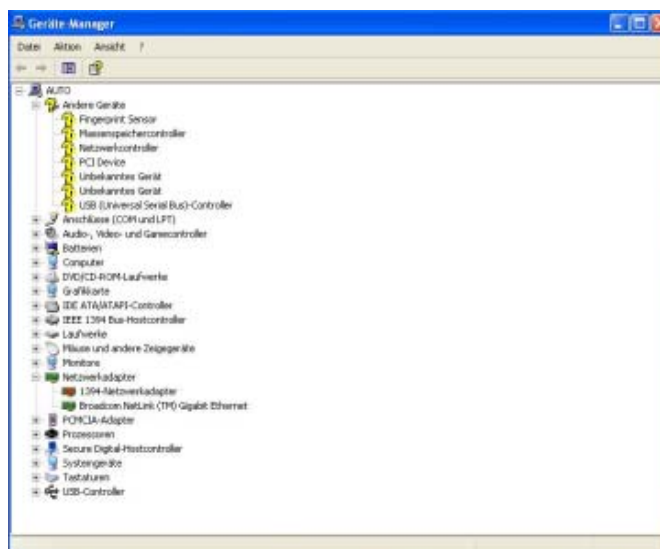 Geräte-Manager
Datei Aktion Ansicht ?
AUTO
Andere Geräte
Fingerprint Sensor
Massenspeichercontroller
Netzwerkcontroller
PCI Device
Unbekanntes Gerät
Unbekanntes Gerät
USB (Universal Serial Bus)-Controller
Anschlüsse (COM und LPT)
Audio-, Video- und Gamecontroller
Batterien
Computer
DVD/CD-ROM-Laufwerke
Grafikkarte
IDE ATA/ATAPI-Controller
IEEE 1394 Bus-Hostcontroller
Laufwerke
Mäuse und andere Zeigegeräte
Monitore
Netzwerkadapter
1394-Netzwerkadapter
Broadcom NetLink (TM) Gigabit Ethernet
PCMCIA-Adapter
Prozessoren
Secure Digital-Hostcontroller
Systemgeräte
Tastaturen
USB-Controller